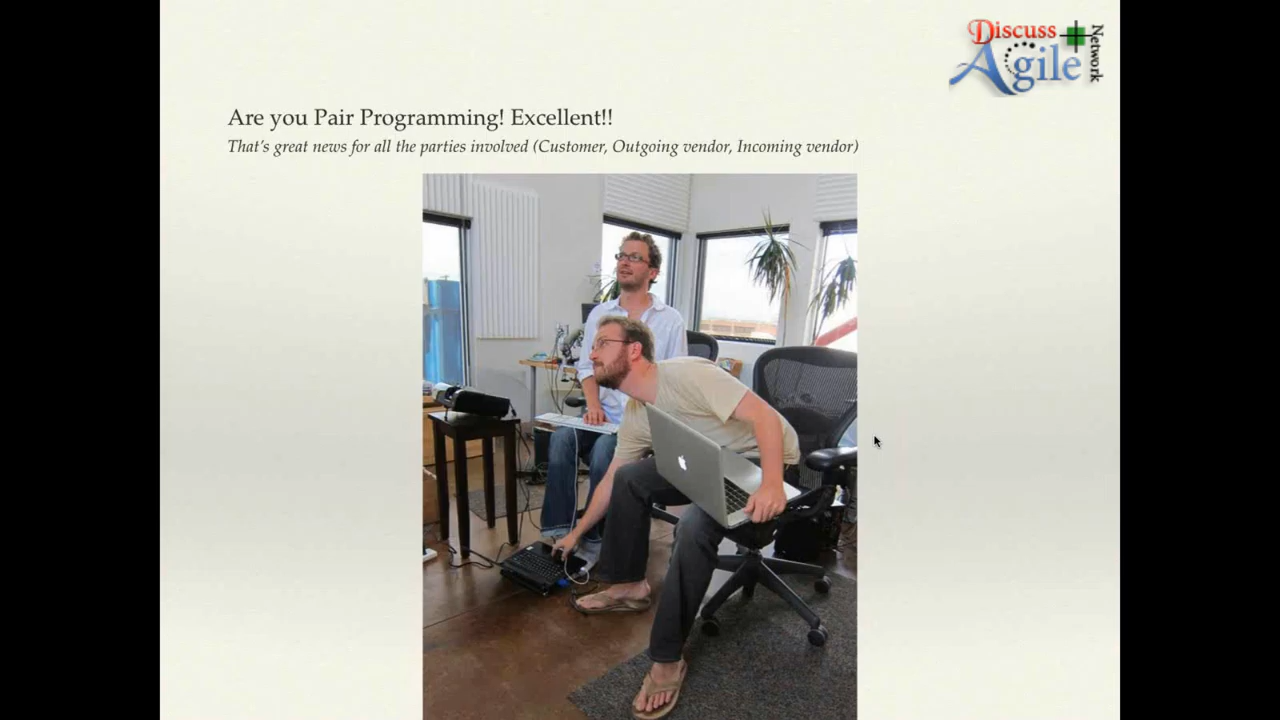 Discuss
Agile
Network
Are you Pair Programming! Excellent!!
That's great news for all the parties involved (Customer, Outgoing vendor, Incoming vendor)